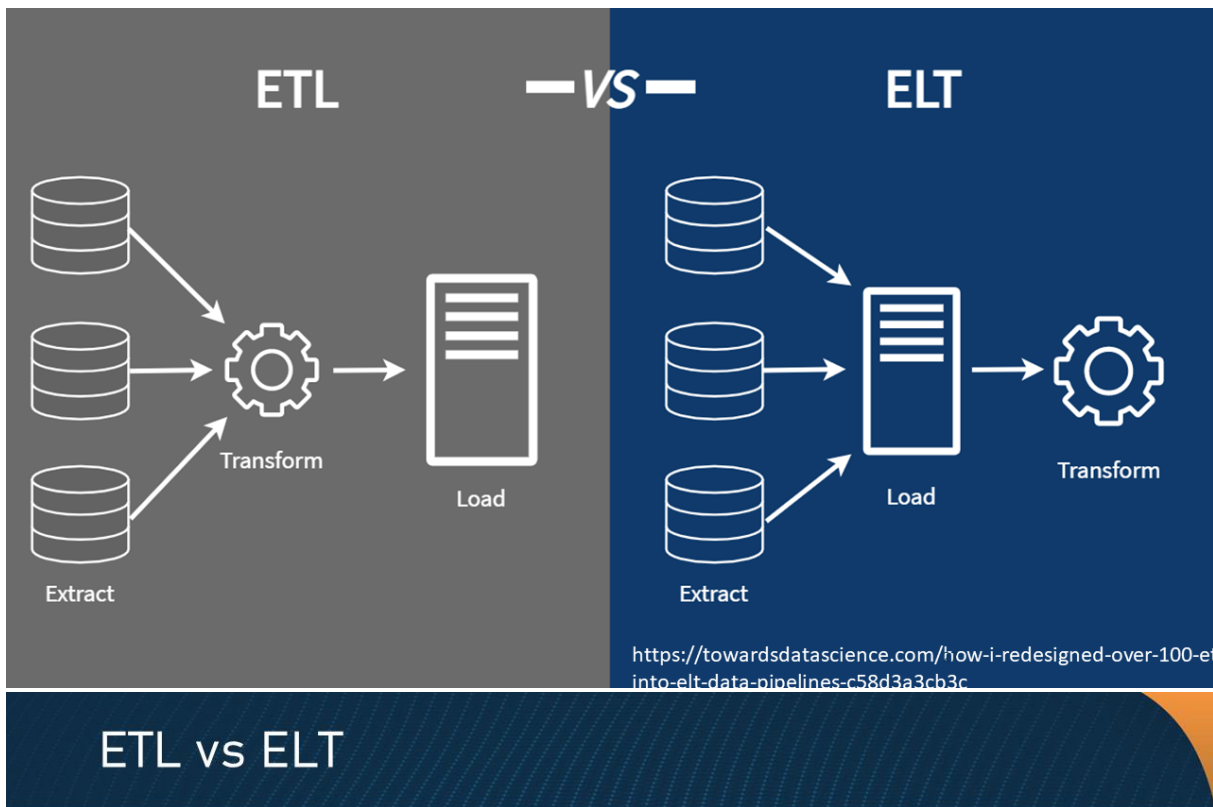 ETL
VS
ELT
Transform
Load
Extract
Load
Transform
Extract
https://towardsdatascience.com/how-i-redesigned-over-100-et
into-elt-data-pipelines-c58d3a3cb3c
ETL vs ELT